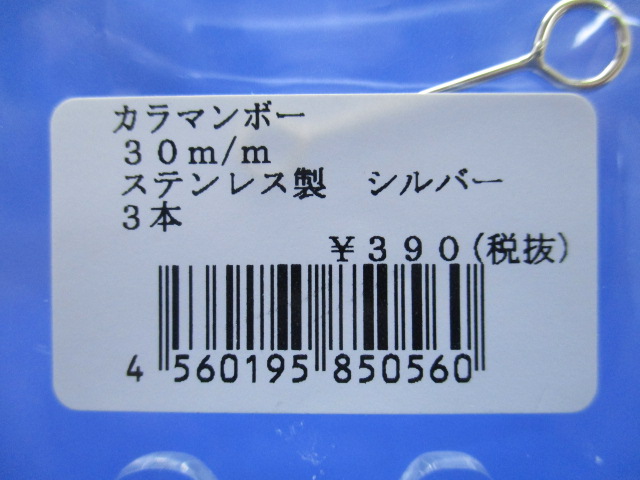 カラマンボー
３０ｍ/ｍ
ステンレス製　シルバー
３本
￥３９０(税抜)
4 560195 850560